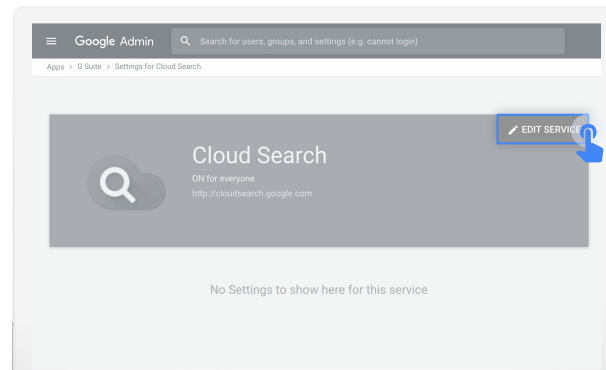 Google Admin
Search for users, groups, and settings (e.g. cannot login)
Apps > G Suite > Settings for Cloud Search
EDIT SERVICE
Cloud Search
ON for everyone
http://cloudsearch.google.com
No Settings to show here for this service